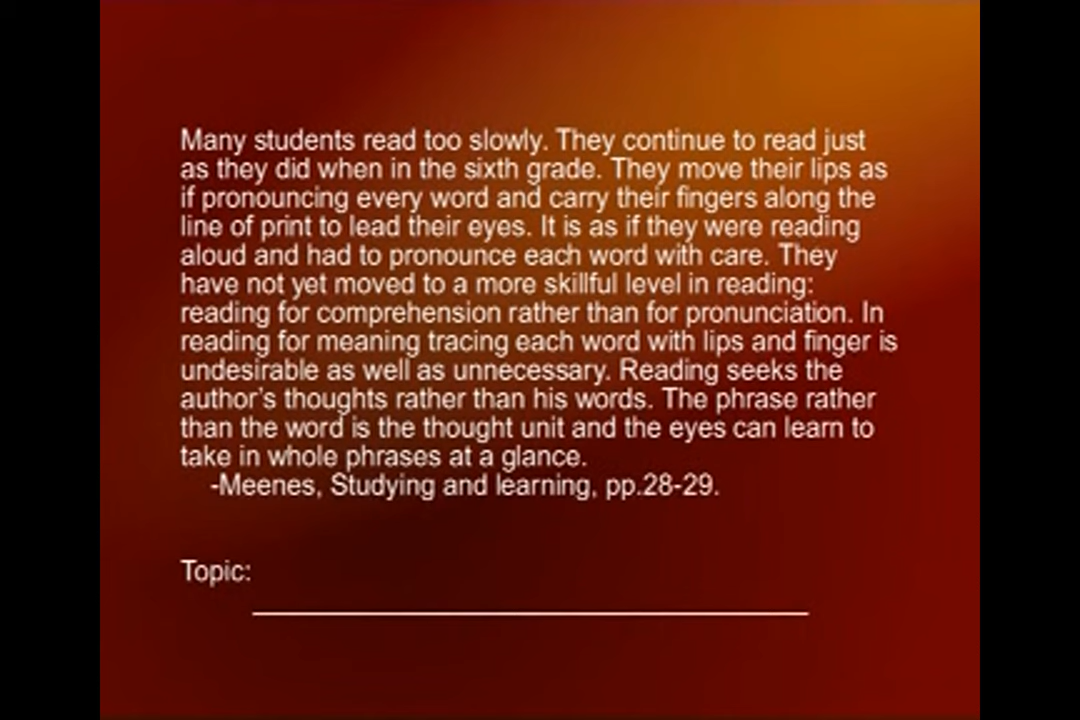 Many students read too slowly. They continue to read just
as they did when in the sixth grade. They move their lips as
if pronouncing every word and carry their fingers along the
line of print to lead their eyes. It is as if they were reading
aloud and had to pronounce each word with care. They
have not yet moved to a more skillful level in reading:
reading for comprehension rather than for pronunciation. In
reading for meaning tracing each word with lips and finger is
undesirable as well as unnecessary. Reading seeks the
author's thoughts rather than his words. The phrase rather
than the word is the thought unit and the eyes can learn to
take in whole phrases at a glance.
-Meenes, Studying and learning, pp.28-29.
Topic: